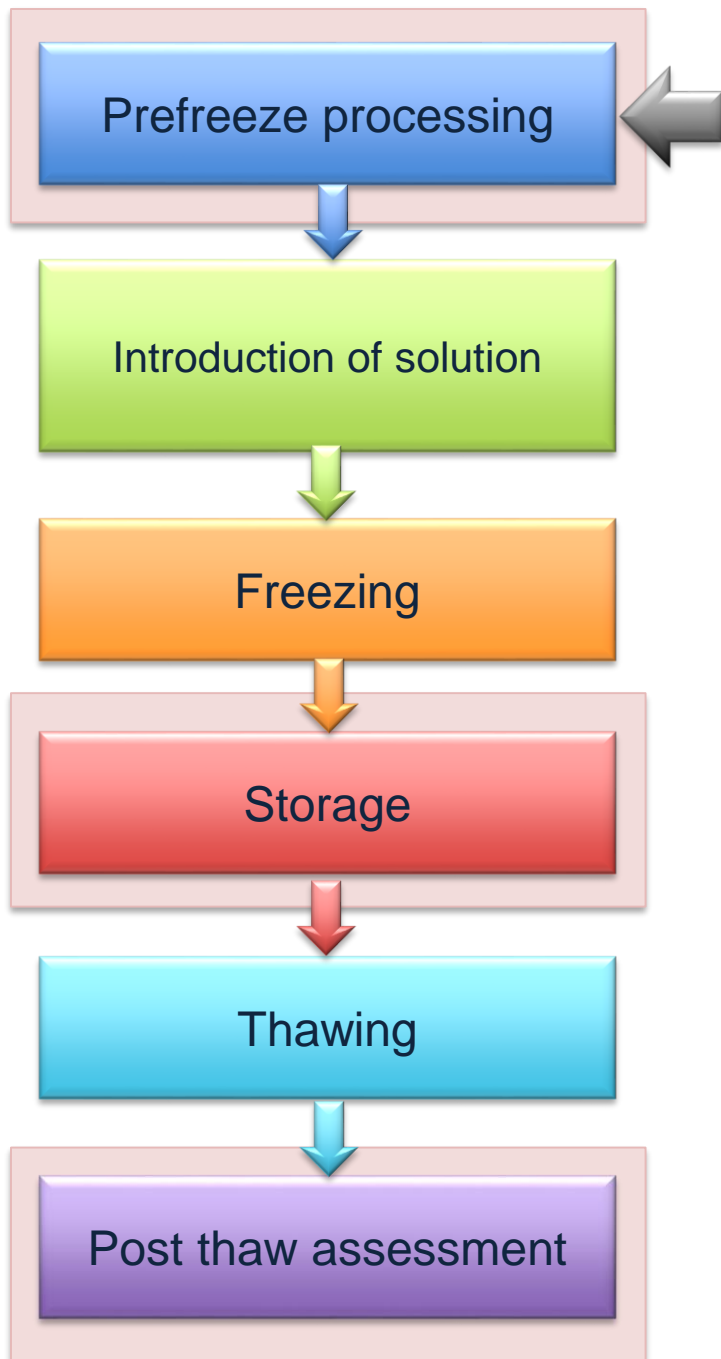 Prefreeze processing
Introduction of solution
Freezing
Storage
Thawing
Post thaw assessment